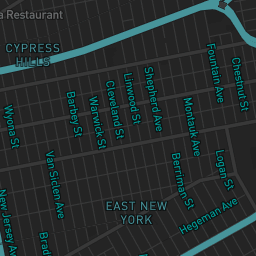 a Restaurant
CYPRESS
HILLS
Fountain Ave
Chestnut St
Shepherd Ave
Linwood St
Cleveland St
Warwick St
Barbey St
Montauk Ave
Wyona St
Van Siclen Ave
Berriman St
Logan St
EAST NEW
YORK
Hegeman Ave
New Jersey Ave
Brad